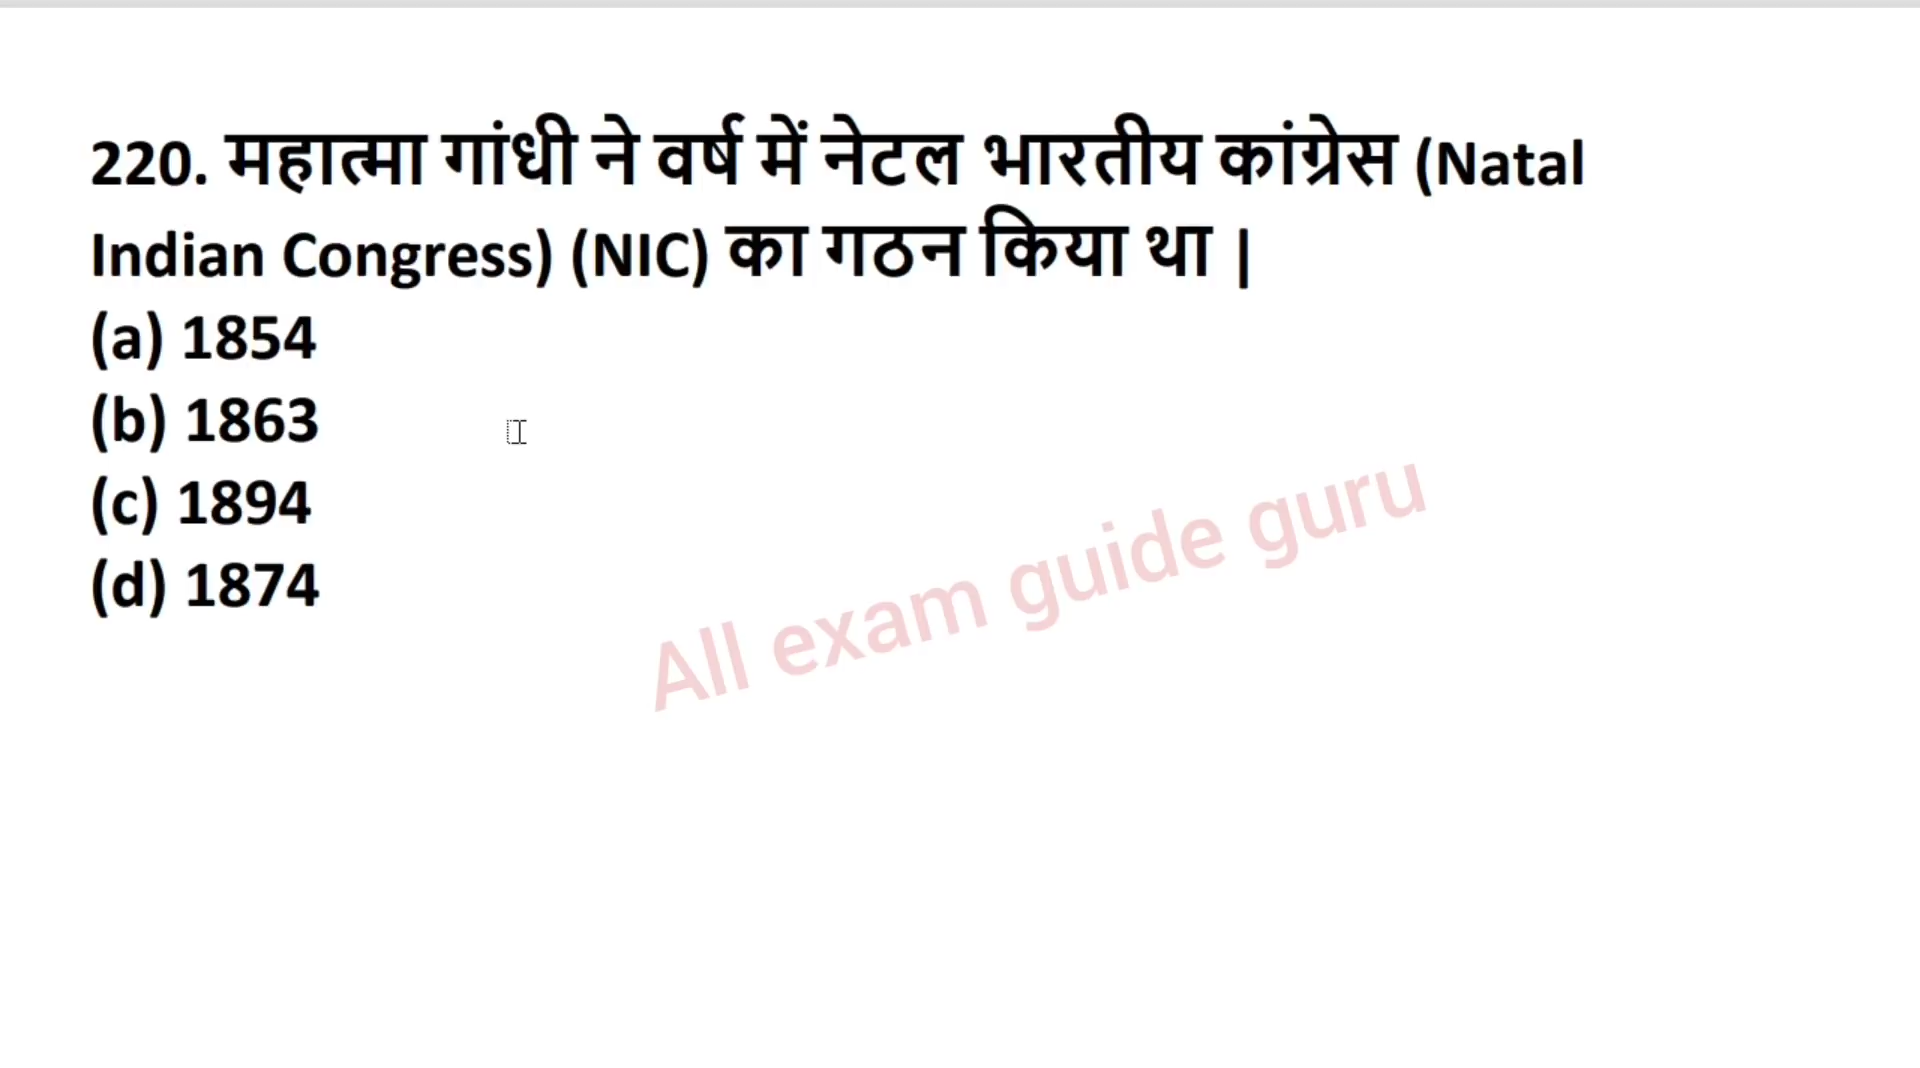 220. महात्मा गांधी ने वर्ष में नेटल भारतीय कांग्रेस (Natal
Indian Congress) (NIC) का गठन किया था |
(a) 1854
(b) 1863
(c) 1894
(d) 1874
All exam guide guru